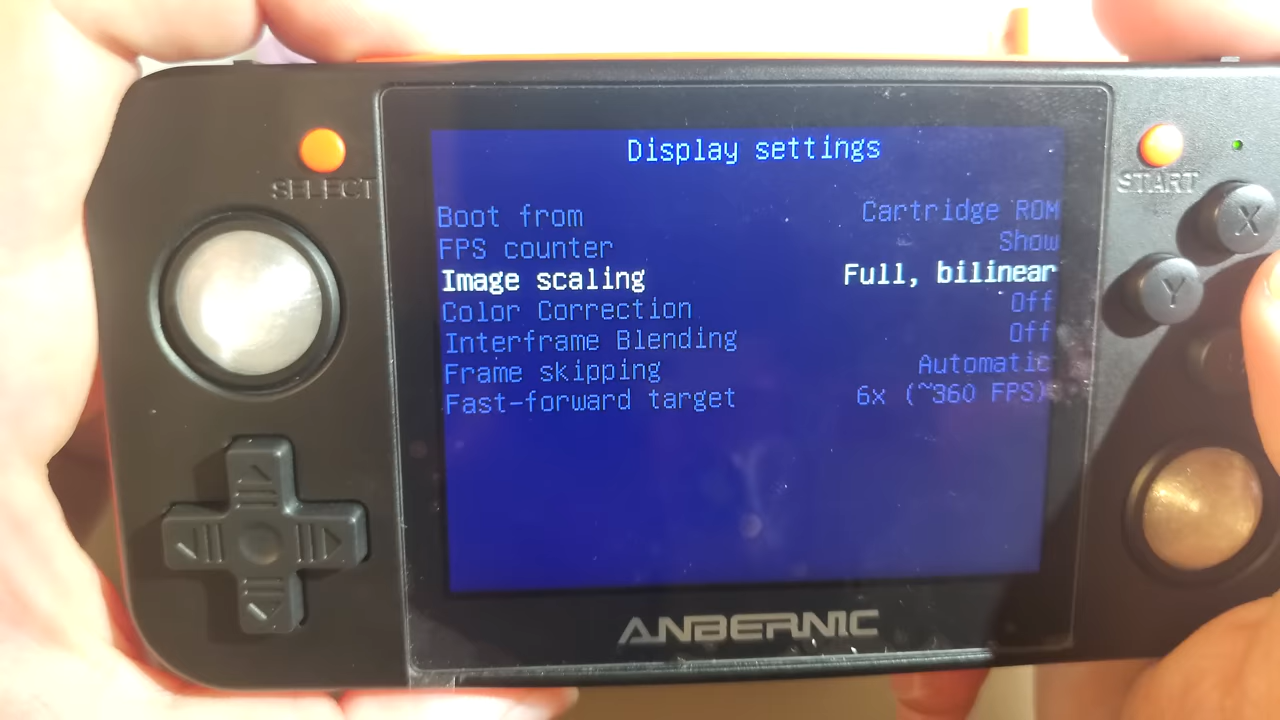 SELECT
START
X
Y
Display settings
Boot from Cartridge ROM
FPS counter Show
Image scaling Full, bilinear
Color Correction Off
Interframe Blending Off
Frame skipping Automatic
Fast-forward target 6x (~360 FPS)
ANBERNIC